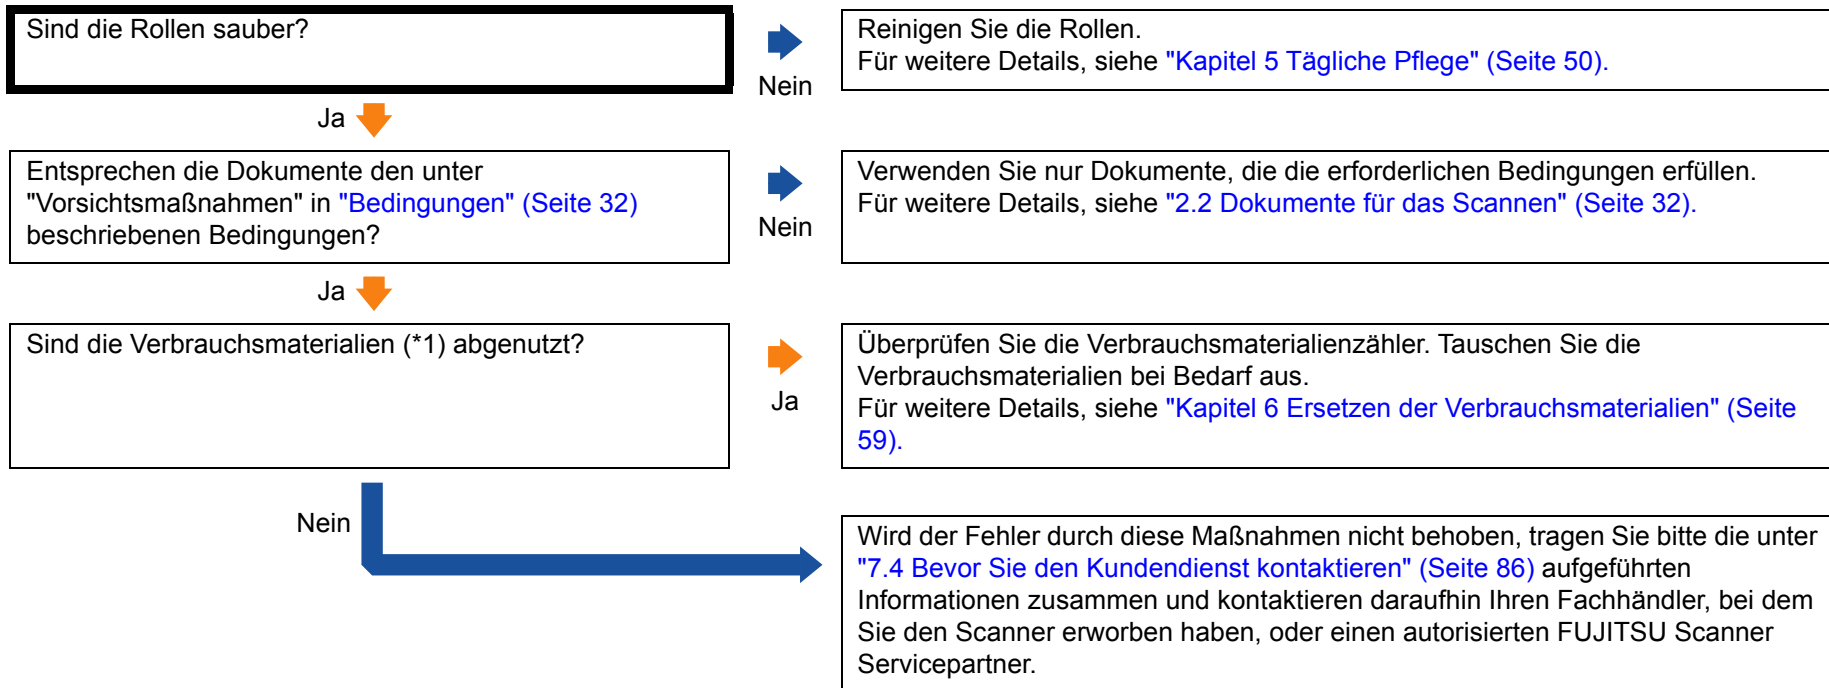 Sind die Rollen sauber?
Nein
Reinigen Sie die Rollen.
Für weitere Details, siehe "Kapitel 5 Tägliche Pflege" (Seite 50).
Ja
Entsprechen die Dokumente den unter
"Vorsichtsmaßnahmen" in "Bedingungen" (Seite 32)
beschriebenen Bedingungen?
Nein
Verwenden Sie nur Dokumente, die die erforderlichen Bedingungen erfüllen.
Für weitere Details, siehe "2.2 Dokumente für das Scannen" (Seite 32).
Ja
Sind die Verbrauchsmaterialien (*1) abgenutzt?
Ja
Überprüfen Sie die Verbrauchsmaterialienzähler. Tauschen Sie die
Verbrauchsmaterialien bei Bedarf aus.
Für weitere Details, siehe "Kapitel 6 Ersetzen der Verbrauchsmaterialien" (Seite
59).
Nein
Wird der Fehler durch diese Maßnahmen nicht behoben, tragen Sie bitte die unter
"7.4 Bevor Sie den Kundendienst kontaktieren" (Seite 86) aufgeführten
Informationen zusammen und kontaktieren daraufhin Ihren Fachhändler, bei dem
Sie den Scanner erworben haben, oder einen autorisierten FUJITSU Scanner
Servicepartner.